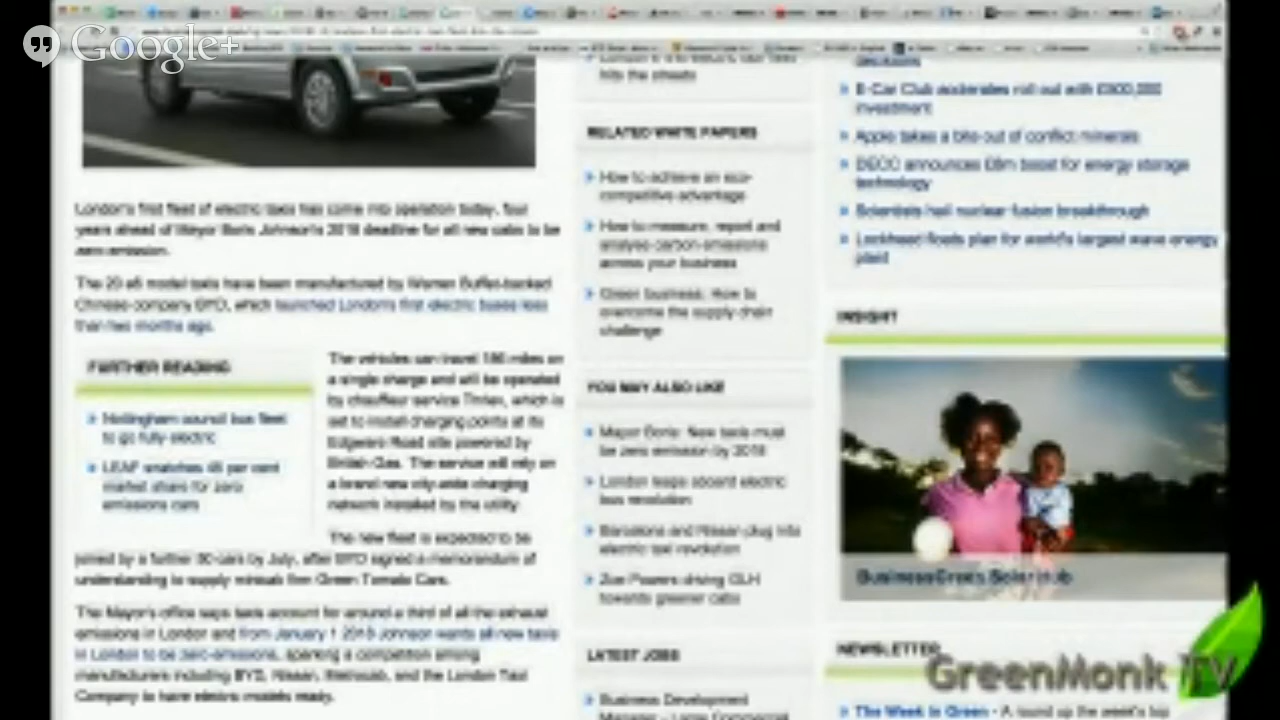 Google+
London's first fleet of electric taxis has come into operation today, four
years ahead of Mayor Boris Johnson's 2018 deadline for all new cabs to be
zero emission.
The 20 e6 model taxis have been manufactured by Warren Buffet-backed
Chinese company BYD, which launched London's first electric buses less
than two months ago.
FURTHER READING
Nottingham council bus fleet
to go fully electric
LEAF snatches 45 per cent
market share for zero
emissions cars
The vehicles can travel 186 miles on
a single charge and will be operated
by chauffeur service Thriev, which is
set to install charging points at its
Edgware Road site powered by
British Gas. The service will rely on
a brand new city-wide charging
network installed by the utility.
The new fleet is expected to be
joined by a further 30 cars by July, after BYD signed a memorandum of
understanding to supply minicab firm Green Tomato Cars.
The Mayor's office says taxis account for around a third of all the exhaust
emissions in London and from January 1 2018 Johnson wants all new taxis
in London to be zero-emissions, sparking a competition among
manufacturers including BYD, Nissan, Metrocab, and the London Taxi
Company to have electric models ready.
hits the streets
RELATED WHITE PAPERS
How to achieve an eco-
competitive advantage
How to measure, report and
analyse carbon emissions
across your business
Green business: How to
overcome the supply chain
challenge
YOU MAY ALSO LIKE
Mayor Boris: New taxis must
be zero emission by 2018
London leaps aboard electric
bus revolution
Barcelona and Nissan plug into
electric taxi revolution
Zoe Powers driving GLH
towards greener cabs
LATEST JOBS
Business Development
Manager - Large Commercial
E-Car Club accelerates roll out with £500,000
investment
Apple takes a bite out of conflict minerals
DECC announces £8m boost for energy storage
technology
Scientists hail nuclear fusion breakthrough
Lockheed floats plan for world's largest wave energy
plant
INSIGHT
BusinessGreen Solar Hub
NEWSLETTER
The Week in Green - A round up the week's top
GreenMonk TV